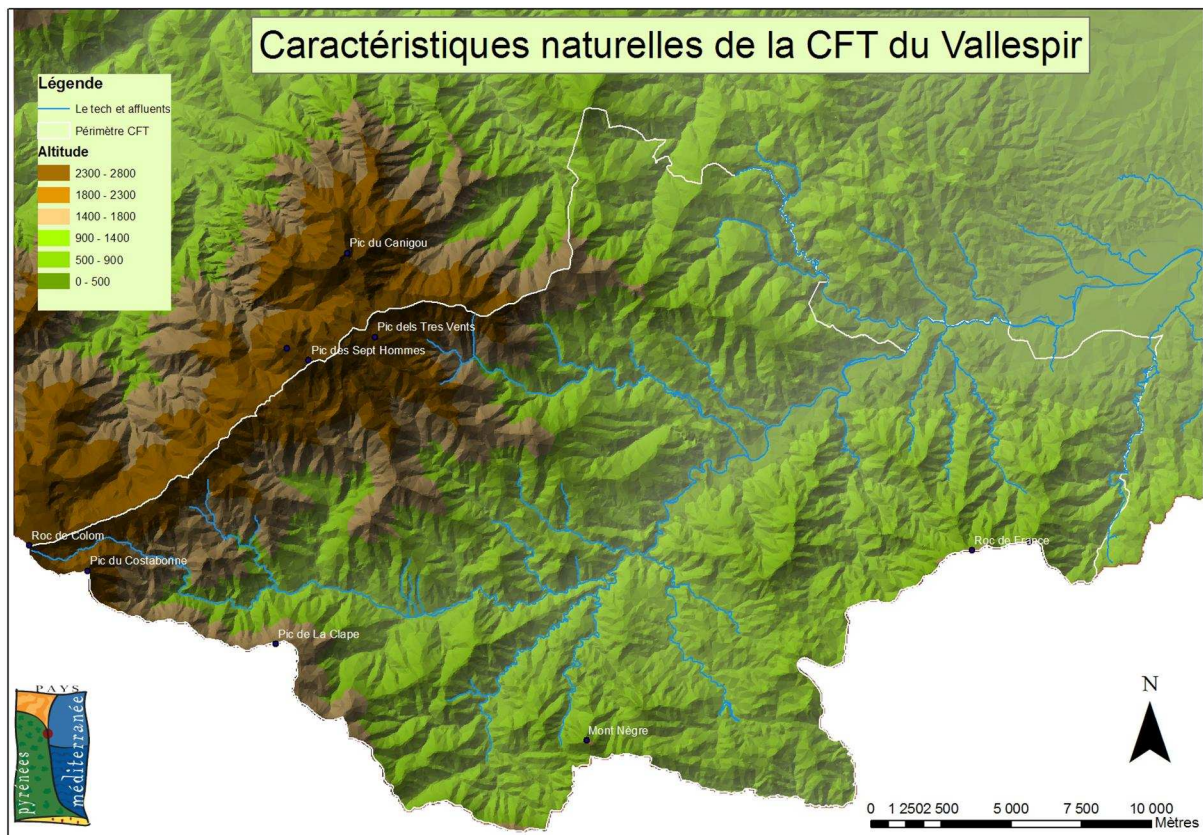 Caractéristiques naturelles de la CFT du Vallespir
Légende
Le tech et affluents
Périmètre CFT
Altitude
2300 - 2800
1800 - 2300
1400 - 1800
900 - 1400
500 - 900
0 - 500
Pic du Canigou
Pic dels Tres Vents
Pic des Sept Hommes
Roc de Colom
Pic du Costabonne
Roc de France
Pic de La Clape
Mont Nègre
PAYS
pyrénées
méditerranée
N
0 1 250 2 500 5 000 7 500 10 000
Mètres